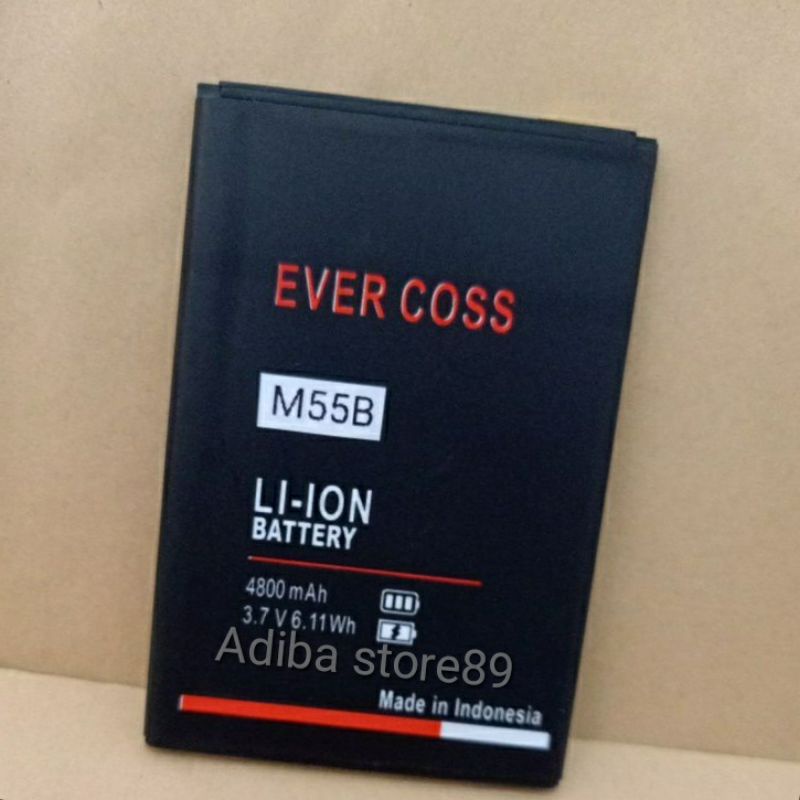 EVER COSS
M55B
LI-ION
BATTERY
4800 mAh
3.7 V 6.11Wh
Adiba store89
Made in Indonesia